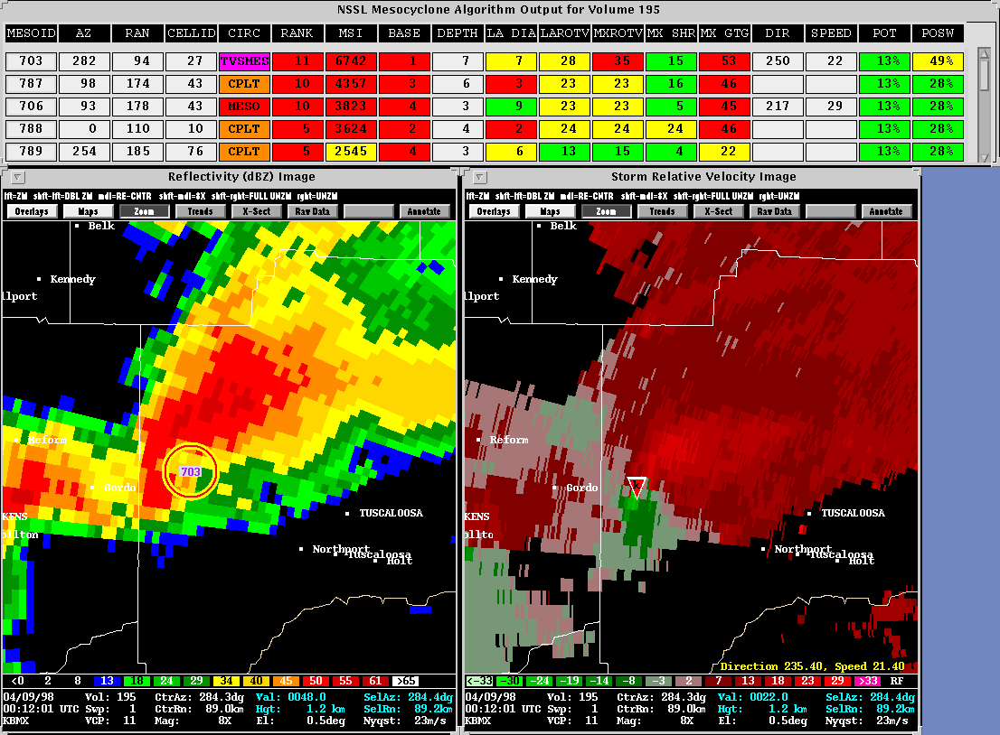 NSSL Mesocyclone Algorithm Output for Volume 195
MESOID AZ RAN CELLID CIRC RANK MSI BASE DEPTH LA DIA LAROTV MXROTV MX SHR MX GTG DIR SPEED POT POSW
703 282 94 27 TVSMES 11 6742 1 7 7 28 35 15 53 250 22 13% 49%
787 98 174 43 CPLT 10 4357 3 6 3 23 23 16 46 13% 28%
706 93 178 43 MESO 10 3823 4 3 9 23 23 5 45 217 29 13% 28%
788 0 110 10 CPLT 5 3624 4 4 2 24 24 24 46 13% 28%
789 254 185 76 CPLT 5 2545 4 3 6 13 15 4 22 13% 28%
Reflectivity (dBZ) Image
lft=ZM shft-lft=DBL ZM mdl=RE-CNTR shft-mdl=8X shft-rght=FULL UNZM rght=UNZM
Overlays Maps Zoom Trends X-Sect Raw Data Annotate
Belk
Kennedy
llport
Reform
703
Gordo
KENS
ollton
TUSCALOOSA
Northport
Tuscaloosa
Holt
<0 2 8 13 18 24 29 34 40 45 50 55 61 >65
04/09/98 Vol: 195 CtrAz: 284.3dg Val: 0048.0 SelAz: 284.4dg
00:12:01 UTC Swp: 1 CtrRn: 89.0km Hgt: 1.2 km SelRn: 89.2km
KBMX VCP: 11 Mag: 8X El: 0.5deg Nyqst: 23m/s
Storm Relative Velocity Image
lft=ZM shft-lft=DBL ZM mdl=RE-CNTR shft-mdl=8X shft-rght=FULL UNZM rght=UNZM
Overlays Maps Zoom Trends X-Sect Raw Data Annotate
Belk
Kennedy
llport
Reform
Gordo
KENS
ollto
TUSCALOOSA
Northport
Tuscaloosa
Holt
Direction 235.40, Speed 21.40
<-33 -30 -24 -19 -14 -8 -3 2 7 13 18 23 29 >33 RF
04/09/98 Vol: 195 CtrAz: 284.3dg Val: 0022.0 SelAz: 284.4dg
00:12:01 UTC Swp: 1 CtrRn: 89.0km Hgt: 1.2 km SelRn: 89.2km
KBMX VCP: 11 Mag: 8X El: 0.5deg Nyqst: 23m/s